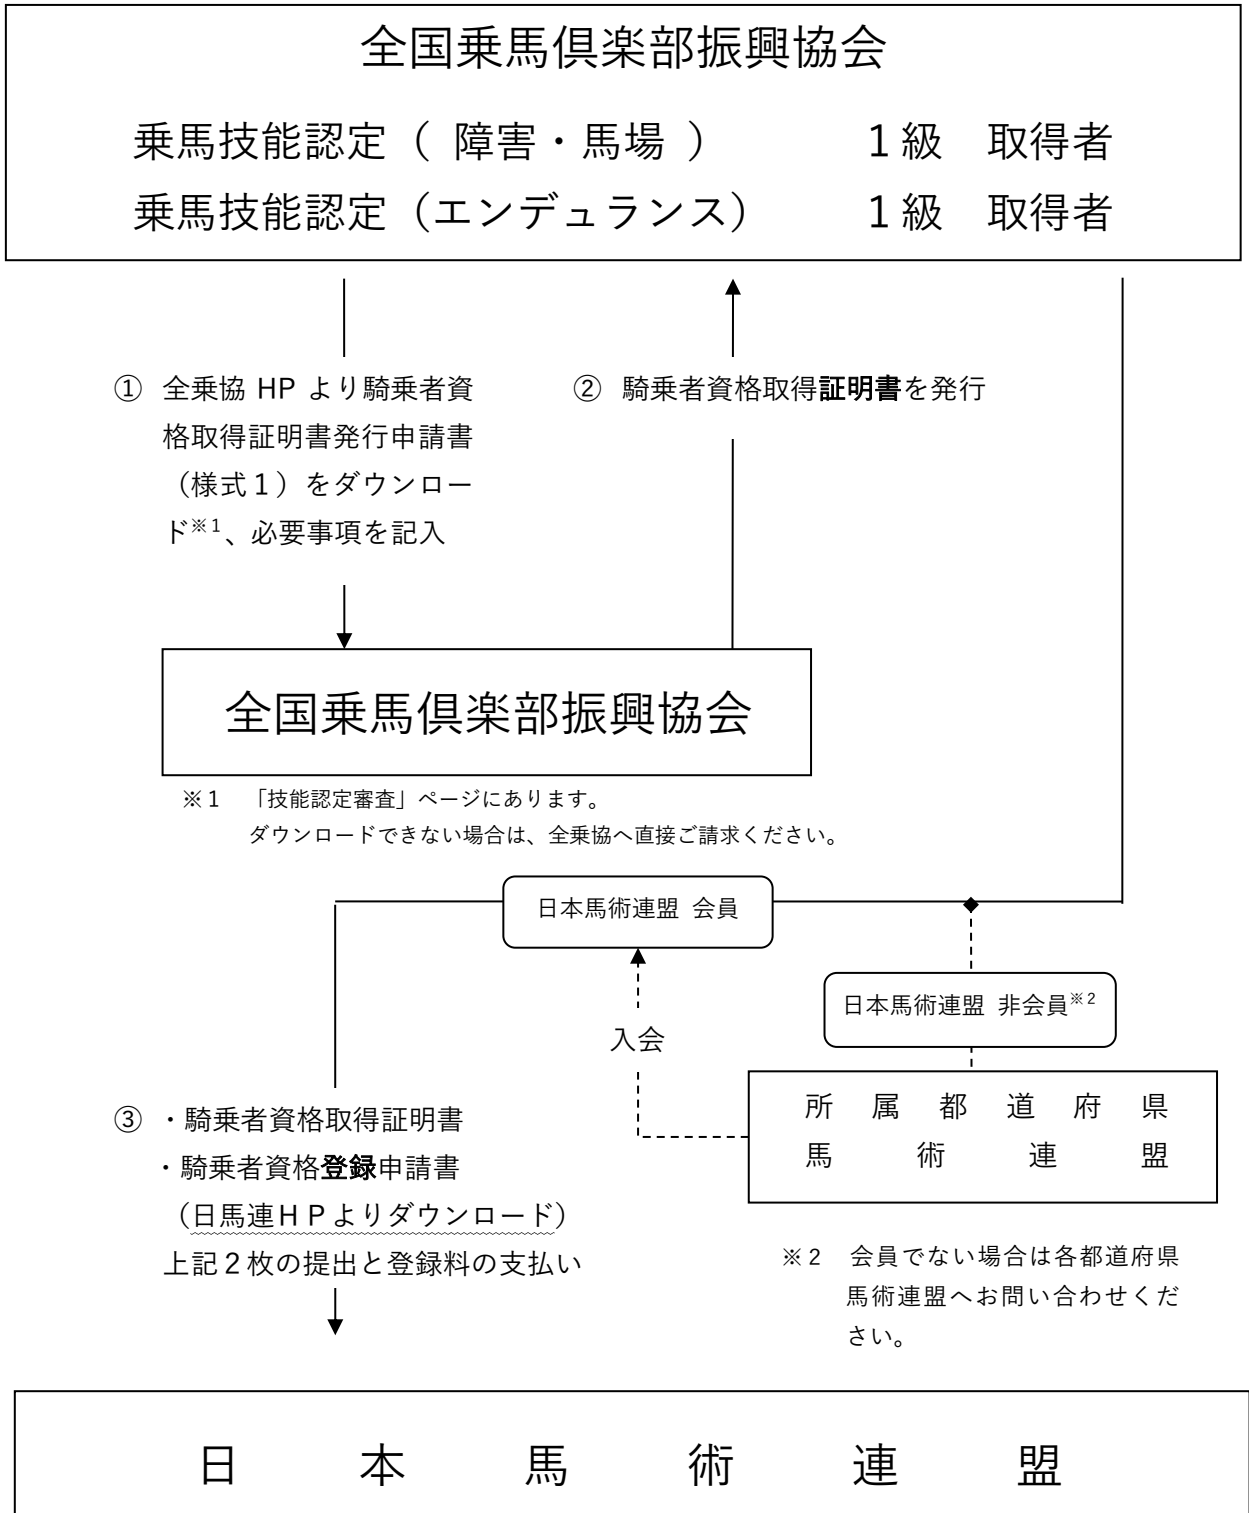 全国乗馬倶楽部振興協会
乗馬技能認定（ 障害・馬場 ）　1級　取得者
乗馬技能認定（エンデュランス）　1級　取得者
① 全乗協 HP より騎乗者資
格取得証明書発行申請書
（様式１）をダウンロー
ド※1、必要事項を記入
② 騎乗者資格取得証明書を発行
全国乗馬倶楽部振興協会
※１　「技能認定審査」ページにあります。
ダウンロードできない場合は、全乗協へ直接ご請求ください。
日本馬術連盟 会員
日本馬術連盟 非会員※2
入会
所属都道府県
馬術連盟
③ ・騎乗者資格取得証明書
・騎乗者資格登録申請書
（日馬連ＨＰよりダウンロード）
上記２枚の提出と登録料の支払い
※２　会員でない場合は各都道府県
馬術連盟へお問い合わせくだ
さい。
日本馬術連盟